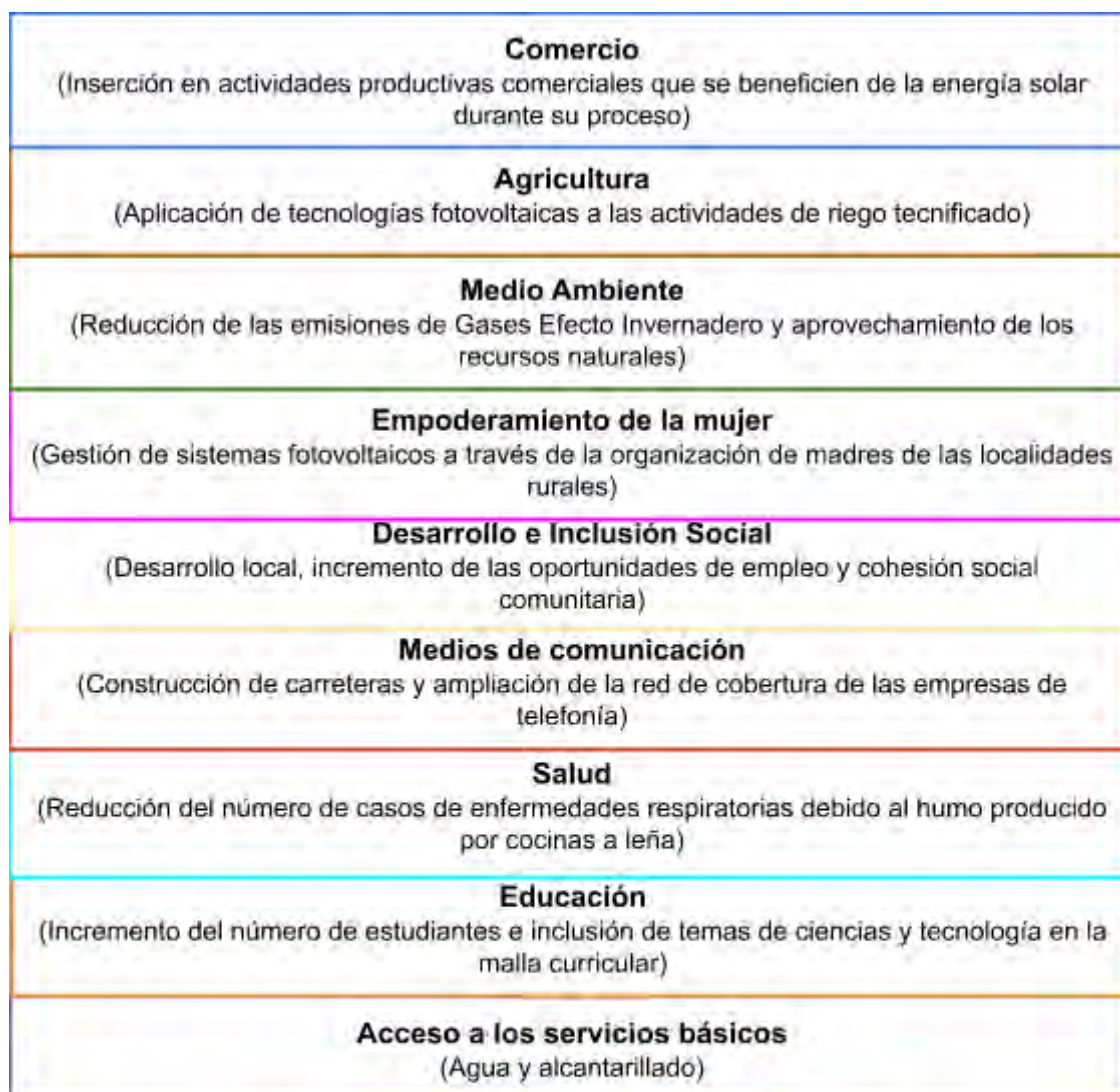 Comercio
(Inserción en actividades productivas comerciales que se beneficien de la energía solar
durante su proceso)
Agricultura
(Aplicación de tecnologías fotovoltaicas a las actividades de riego tecnificado)
Medio Ambiente
(Reducción de las emisiones de Gases Efecto Invernadero y aprovechamiento de los
recursos naturales)
Empoderamiento de la mujer
(Gestión de sistemas fotovoltaicos a través de la organización de madres de las localidades
rurales)
Desarrollo e Inclusión Social
(Desarrollo local, incremento de las oportunidades de empleo y cohesión social
comunitaria)
Medios de comunicación
(Construcción de carreteras y ampliación de la red de cobertura de las empresas de
telefonía)
Salud
(Reducción del número de casos de enfermedades respiratorias debido al humo producido
por cocinas a leña)
Educación
(Incremento del número de estudiantes e inclusión de temas de ciencias y tecnología en la
malla curricular)
Acceso a los servicios básicos
(Agua y alcantarillado)